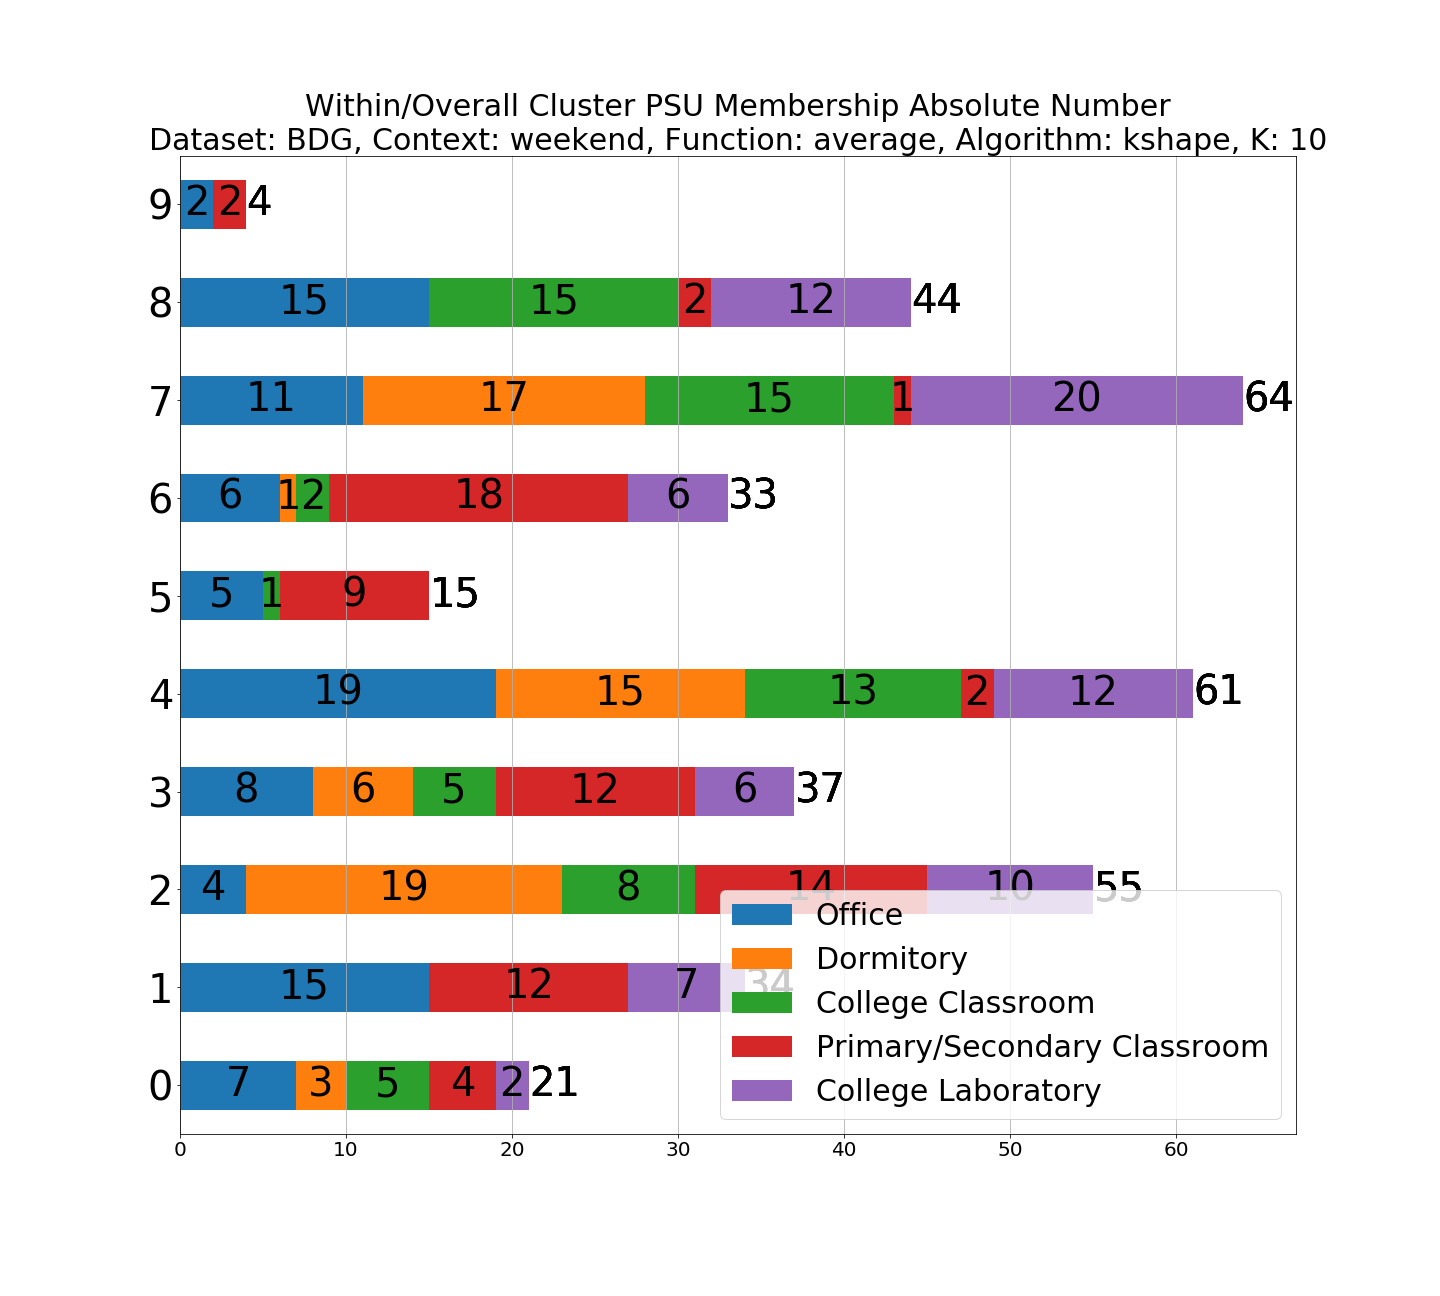 Within/Overall Cluster PSU Membership Absolute Number
Dataset: BDG, Context: weekend, Function: average, Algorithm: kshape, K: 10
9 2 2 4
8 15 15 2 12 44
7 11 17 15 1 20 64
6 6 1 2 18 6 33
5 5 1 9 15
4 19 15 13 2 12 61
3 8 6 5 12 6 37
2 4 19 8 14 10 55
1 15 12 7 34
0 7 3 5 4 2 21
Office
Dormitory
College Classroom
Primary/Secondary Classroom
College Laboratory
0 10 20 30 40 50 60